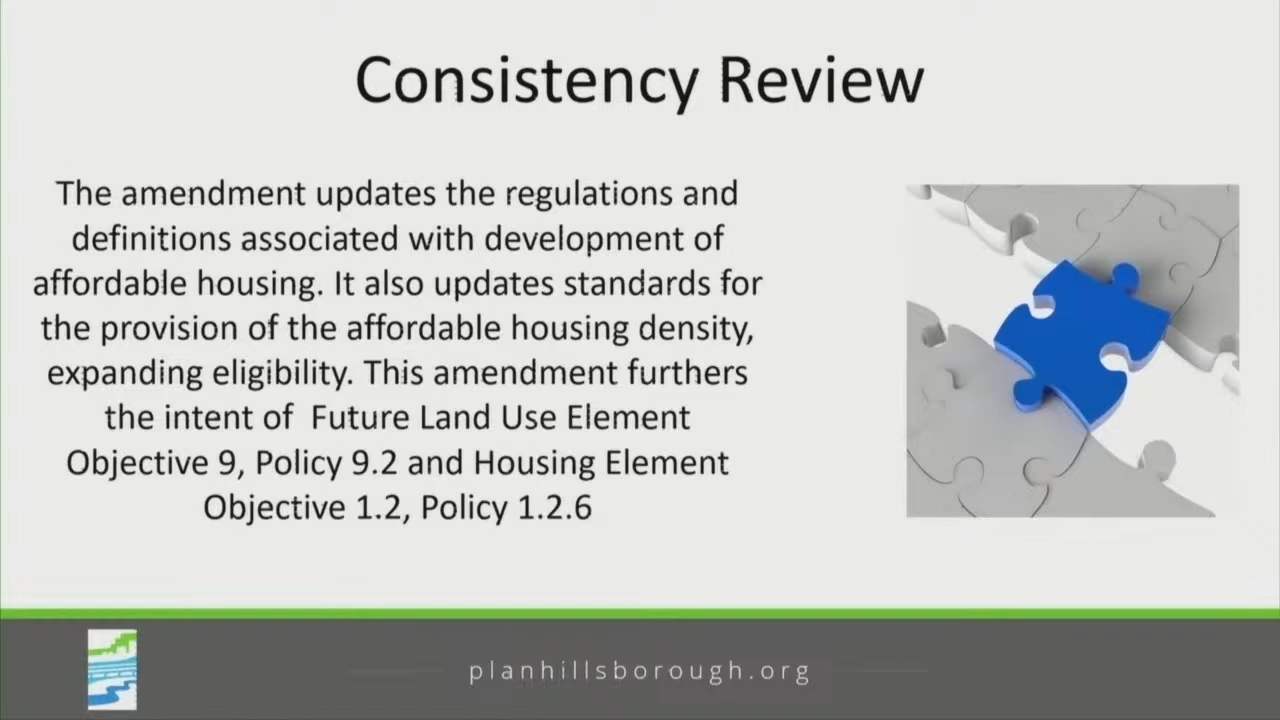 Consistency Review
The amendment updates the regulations and
definitions associated with development of
affordable housing. It also updates standards for
the provision of the affordable housing density,
expanding eligibility. This amendment furthers
the intent of  Future Land Use Element
Objective 9, Policy 9.2 and Housing Element
Objective 1.2, Policy 1.2.6
planhillsborough.org